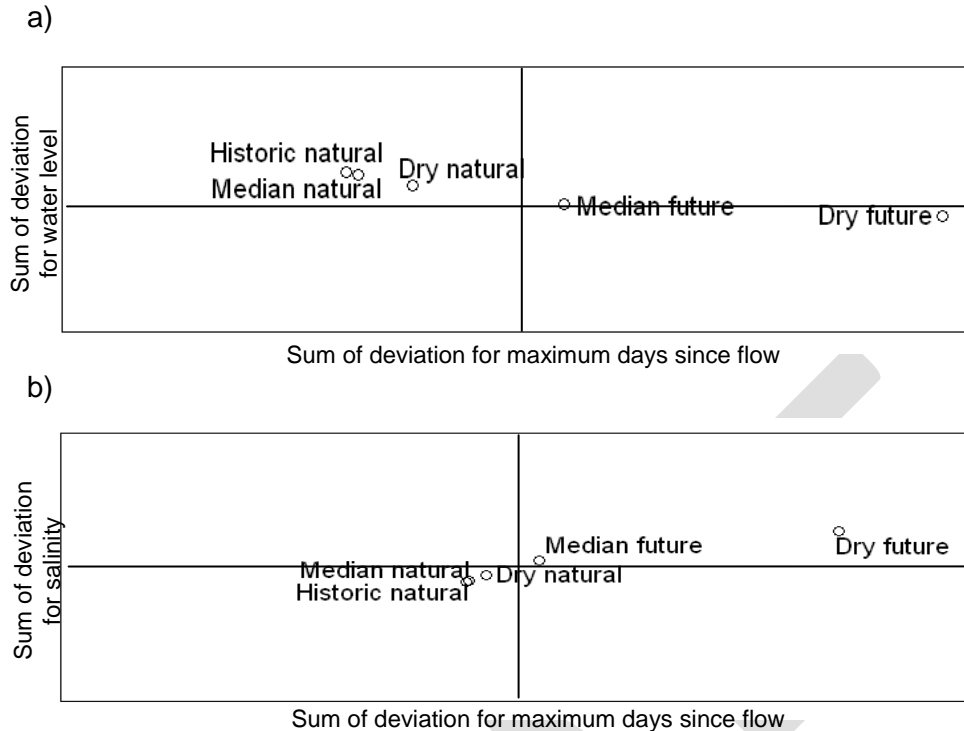 a)
Sum of deviation
for water level
Historic natural
Dry natural
Median natural
Median future
Dry future
Sum of deviation for maximum days since flow
b)
Sum of deviation
for salinity
Median future
Dry future
Median natural
Dry natural
Historic natural
Sum of deviation for maximum days since flow